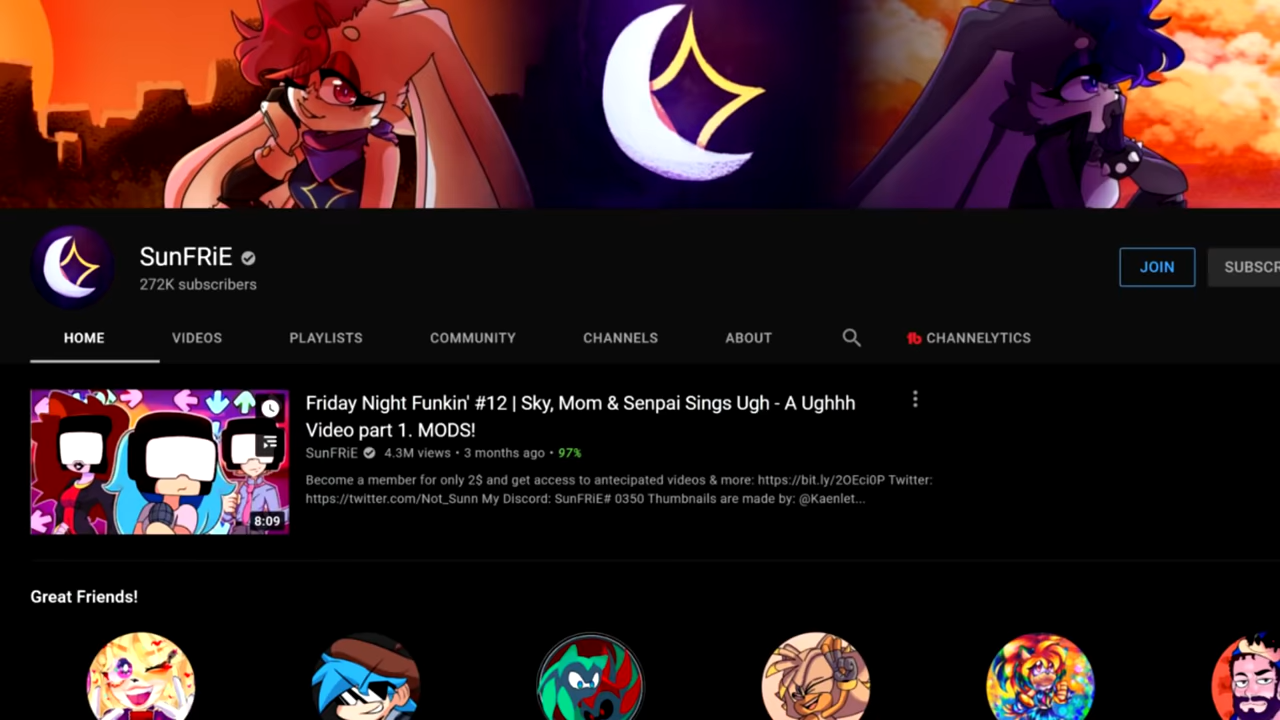 SunFRiE
272K subscribers
JOIN
SUBSCR
HOME
VIDEOS
PLAYLISTS
COMMUNITY
CHANNELS
ABOUT
CHANNELYTICS
Friday Night Funkin' #12 | Sky, Mom & Senpai Sings Ugh - A Ughhh
Video part 1. MODS!
SunFRiE 4.3M views • 3 months ago • 97%
Become a member for only 2$ and get access to antecipated videos & more: https://bit.ly/2OEci0P Twitter:
https://twitter.com/Not_Sunn My Discord: SunFRiE# 0350 Thumbnails are made by: @Kaenlet...
8:09
Great Friends!